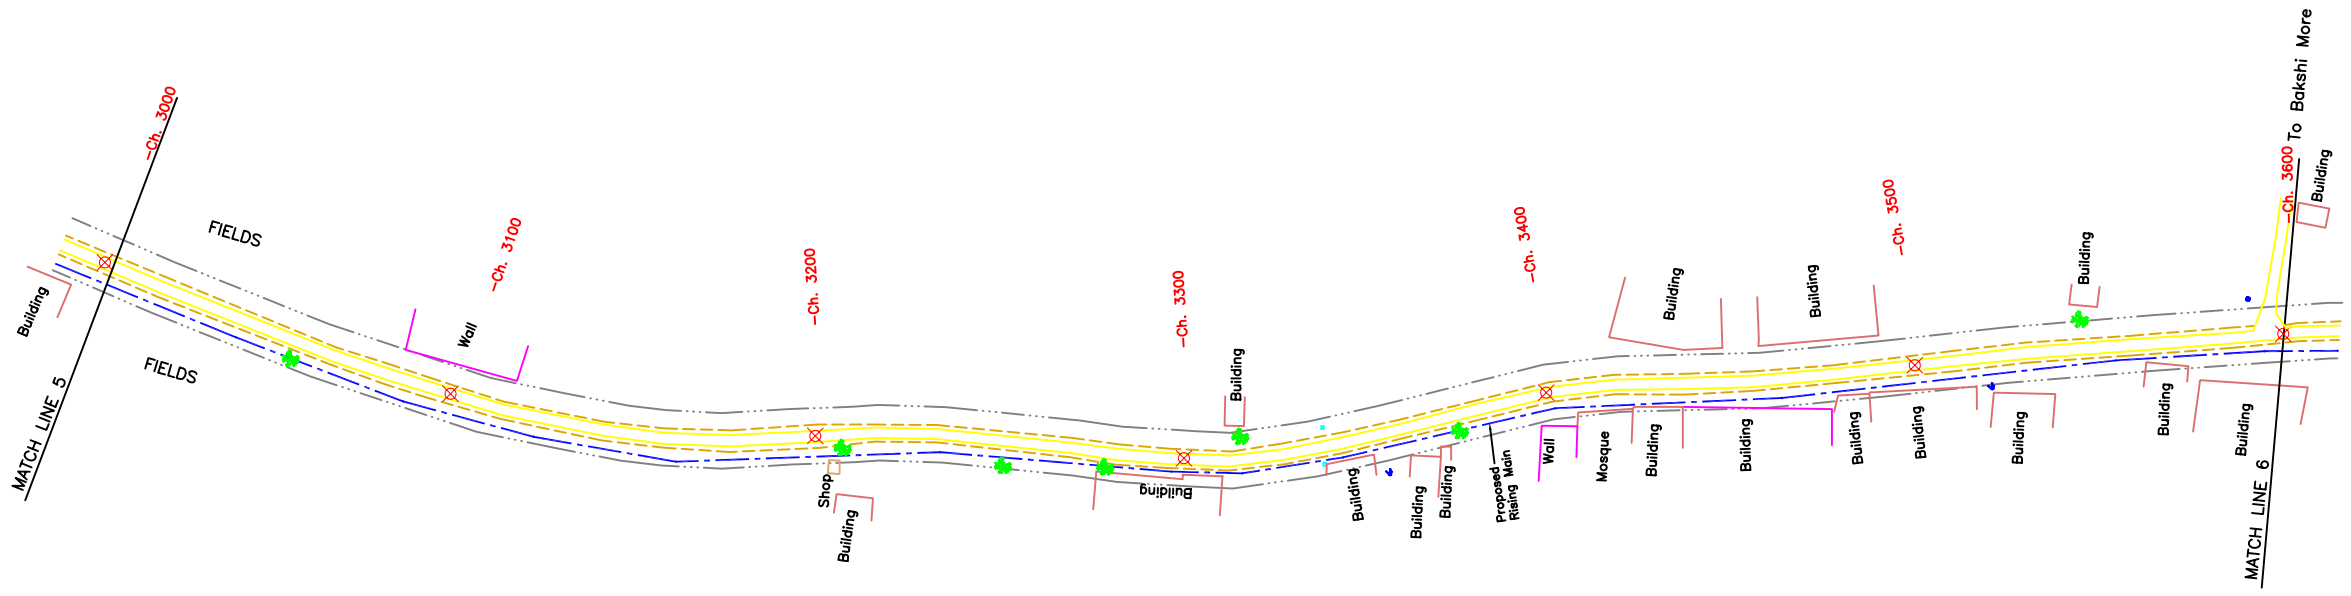 MATCH LINE 5
-Ch. 3000
Building
FIELDS
FIELDS
Wall
-Ch. 3100
-Ch. 3200
Shop
Building
-Ch. 3300
Building
Building
Building
Building
Building
Proposed
Rising Main
-Ch. 3400
Wall
Mosque
Building
Building
Building
Building
Building
Building
-Ch. 3500
Building
Building
Building
Building
MATCH LINE 6
-Ch. 3600
To Bakshi More
Building